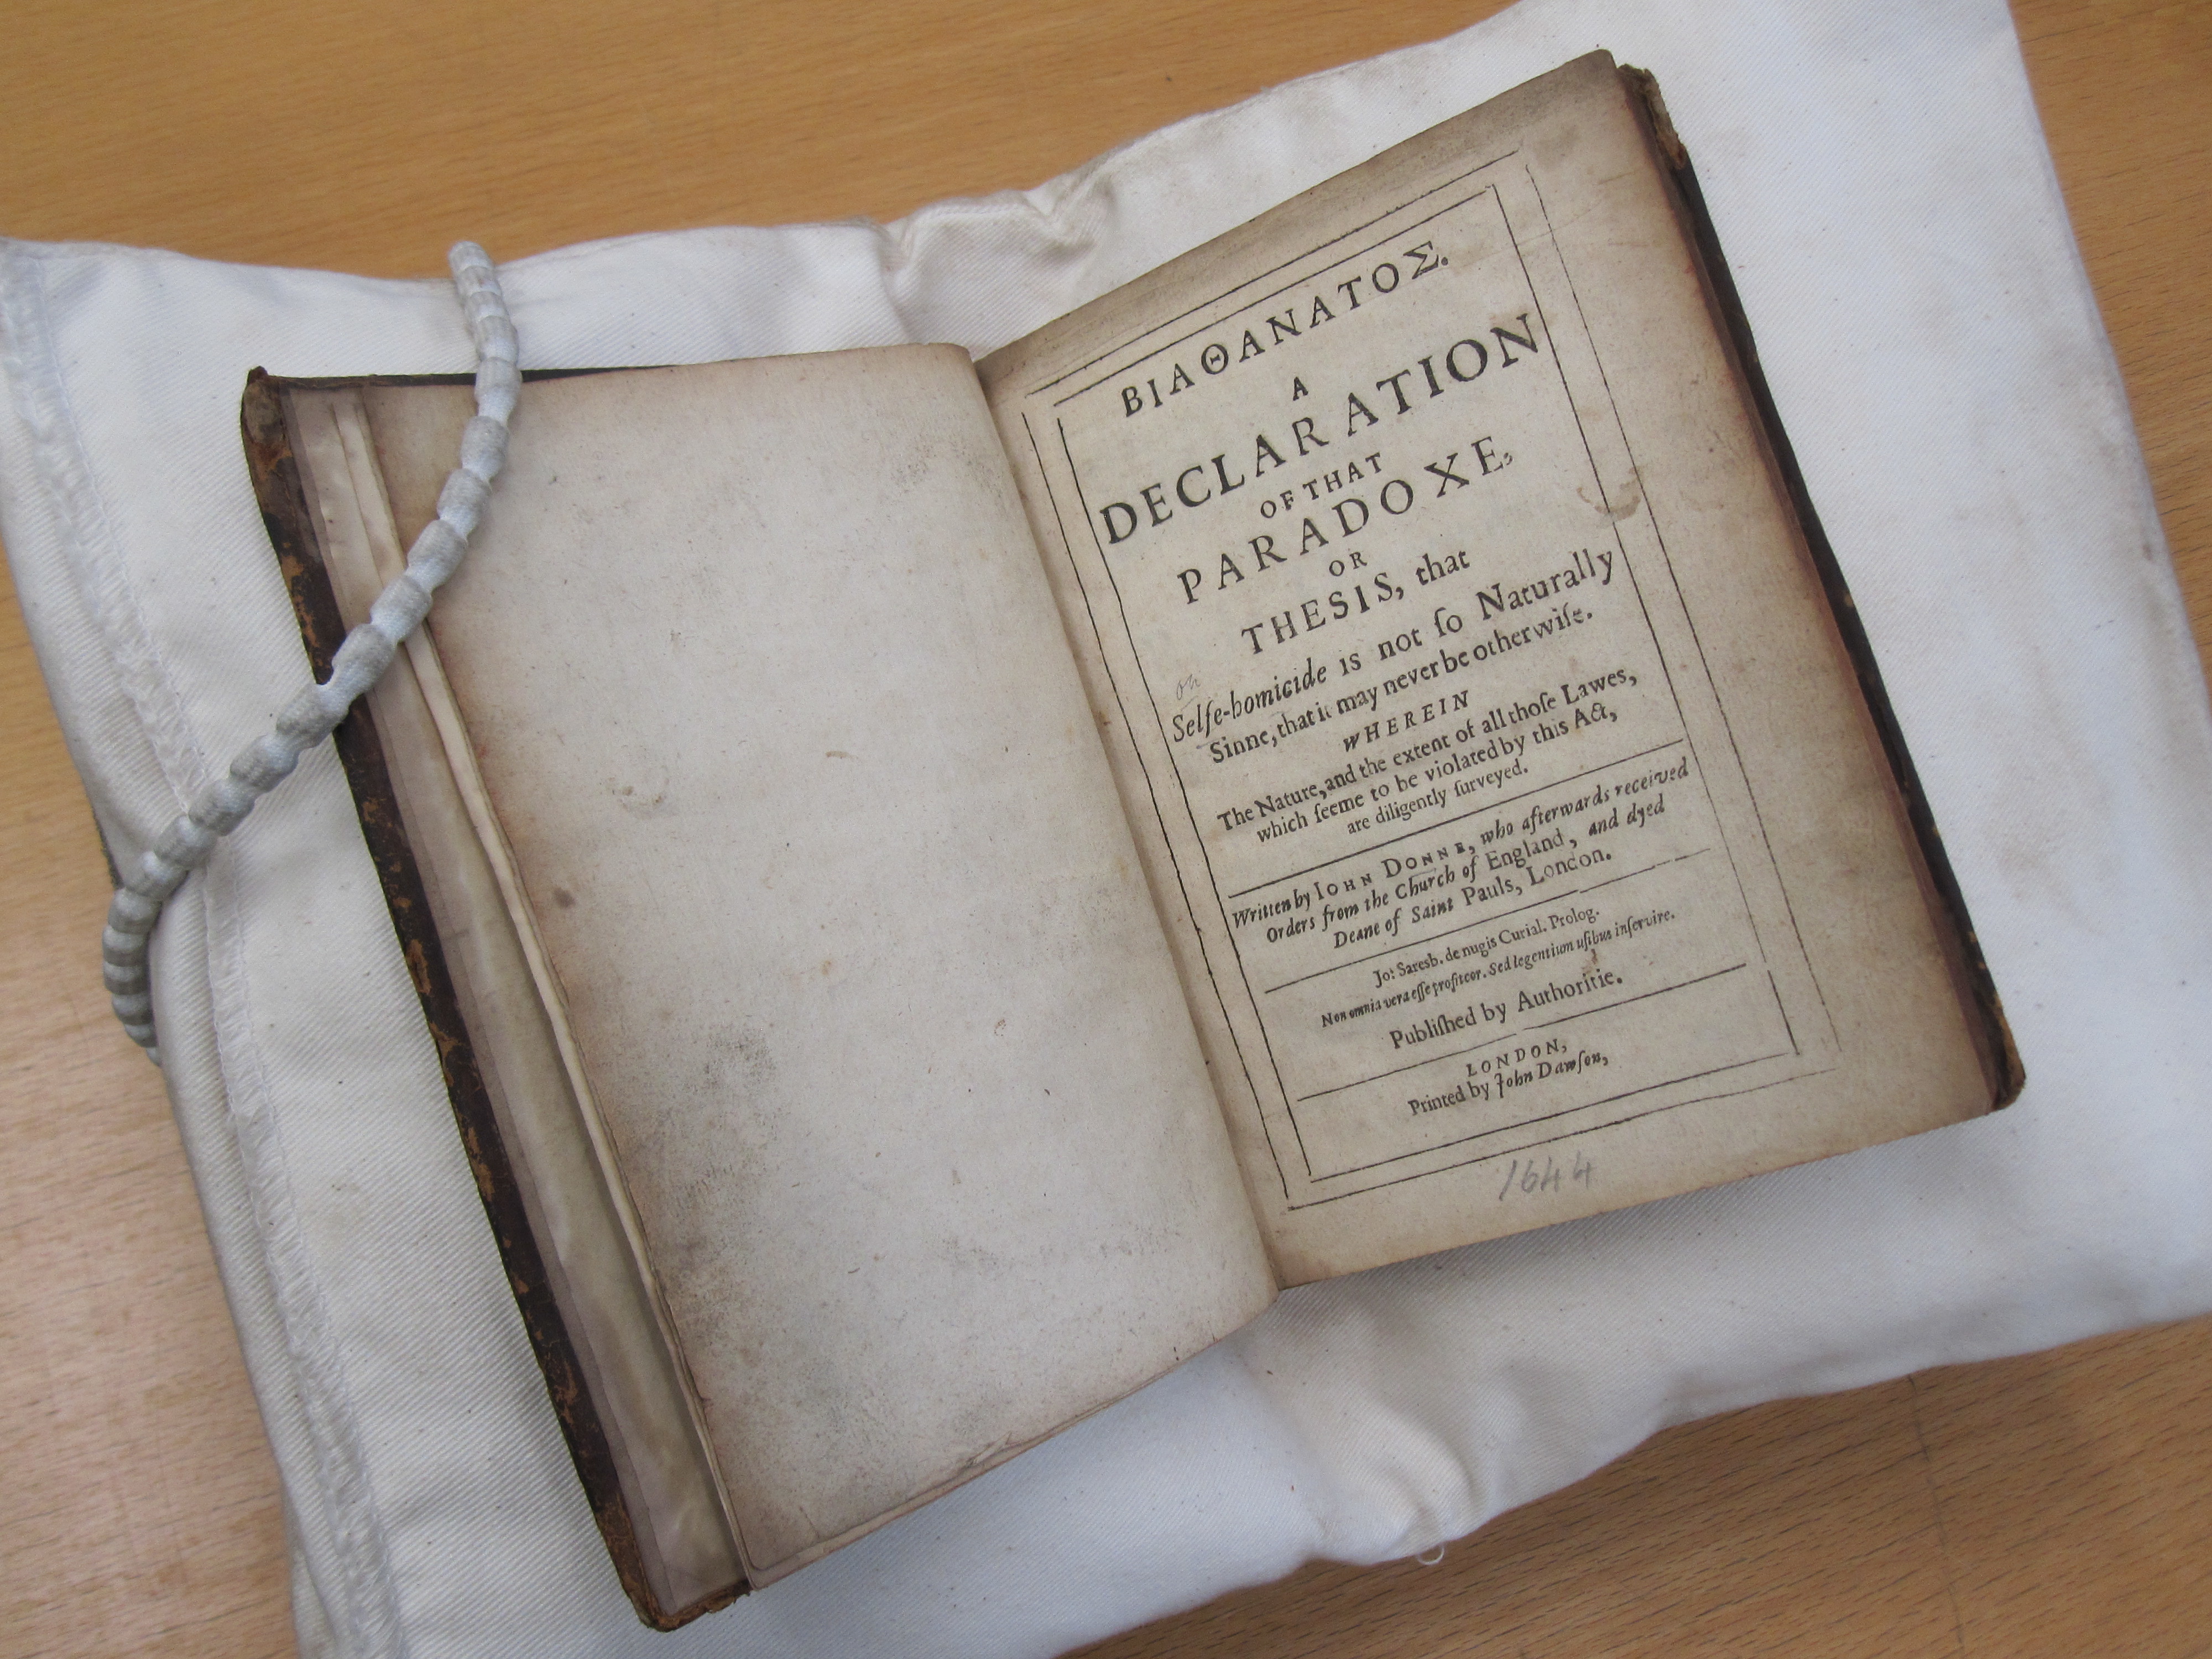 ΒΙΑΘΑΝΑΤΟΣ.
A
DECLARATION
OF THAT
PARADOXE,
OR
THESIS, that
Selfe-homicide is not ſo Naturally
Sinne, that it may never be otherwiſe.
WHEREIN
The Nature, and the extent of all thoſe Lawes,
which ſeeme to be violated by this Act,
are diligently ſurveyed.
Written by IOHN DONNE, who afterwards received
Orders from the Church of England, and dyed
Deane of Saint Pauls, London.
Jo: Saresb. de nugis Curial. Prolog.
Non omnia vera eſſe profiteor. Sed legentium uſibus inſervire.
Publiſhed by Authoritie.
LONDON,
Printed by John Dawſon,
1644